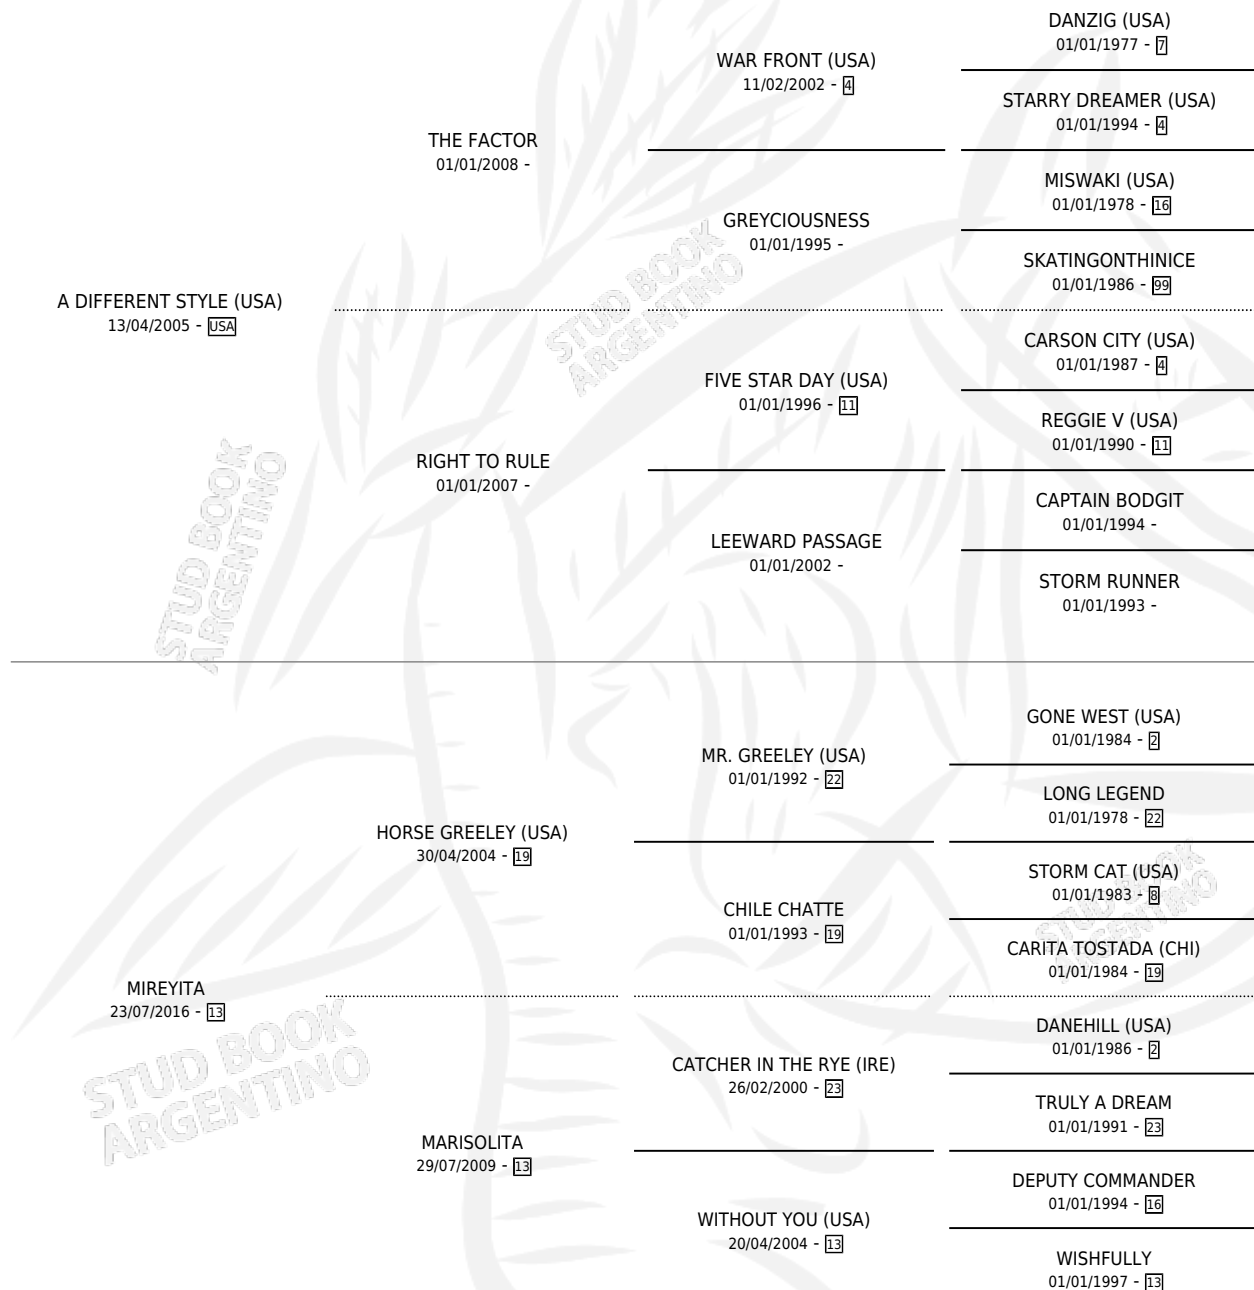 DANZIG (USA)
01/01/1977 - 7
WAR FRONT (USA)
11/02/2002 - 4
STARRY DREAMER (USA)
01/01/1994 - 4
THE FACTOR
01/01/2008 -
MISWAKI (USA)
01/01/1978 - 16
GREYCIOUSNESS
01/01/1995 -
SKATINGONTHINICE
01/01/1986 - 99
A DIFFERENT STYLE (USA)
13/04/2005 - USA
STUD BOOK
ARGENTINO
CARSON CITY (USA)
01/01/1987 - 4
FIVE STAR DAY (USA)
01/01/1996 - 11
REGGIE V (USA)
01/01/1990 - 11
RIGHT TO RULE
01/01/2007 -
CAPTAIN BODGIT
01/01/1994 -
LEEWARD PASSAGE
01/01/2002 -
STORM RUNNER
01/01/1993 -
STUD BOOK
ARGENTINO
GONE WEST (USA)
01/01/1984 - 2
MR. GREELEY (USA)
01/01/1992 - 22
LONG LEGEND
01/01/1978 - 22
HORSE GREELEY (USA)
30/04/2004 - 19
STORM CAT (USA)
01/01/1983 - 8
CHILE CHATTE
01/01/1993 - 19
CARITA TOSTADA (CHI)
01/01/1984 - 19
STUD BOOK
ARGENTINO
MIREYITA
23/07/2016 - 13
DANEHILL (USA)
01/01/1986 - 2
CATCHER IN THE RYE (IRE)
26/02/2000 - 23
TRULY A DREAM
01/01/1991 - 23
STUD BOOK
ARGENTINO
MARISOLITA
29/07/2009 - 13
DEPUTY COMMANDER
01/01/1994 - 16
WITHOUT YOU (USA)
20/04/2004 - 13
WISHFULLY
01/01/1997 - 13